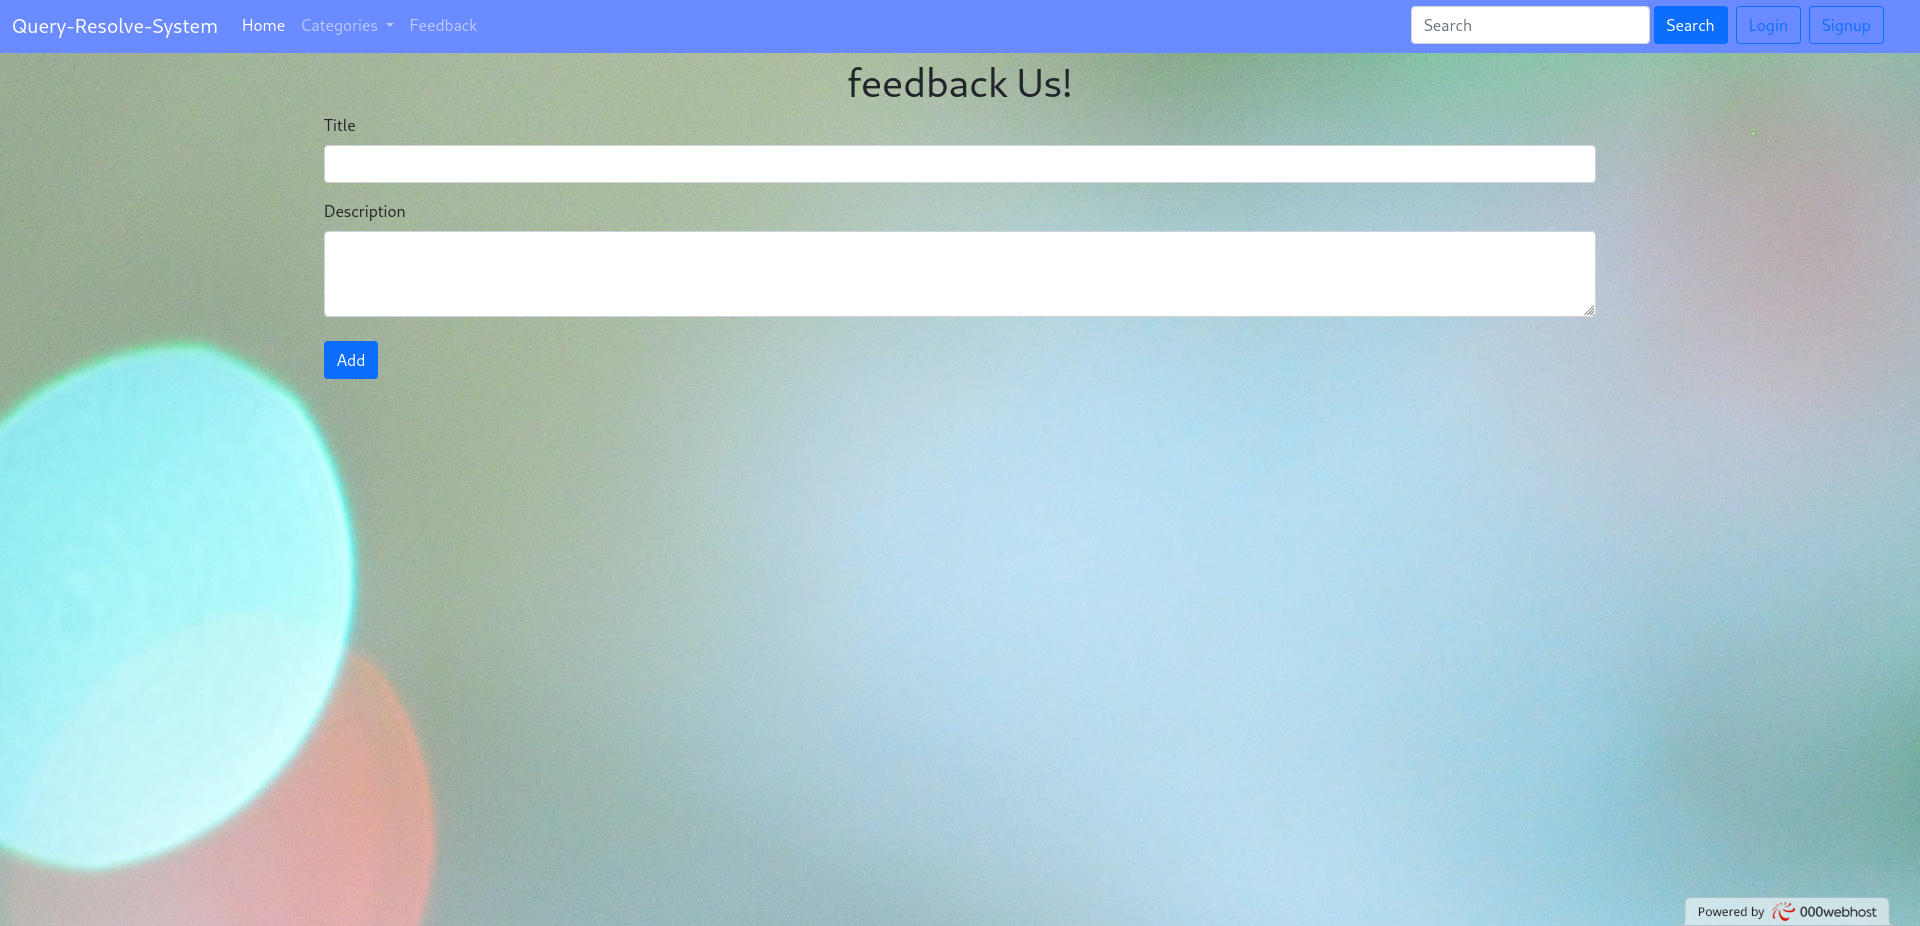 Query-Resolve-System Home Categories Feedback Search Search Login Signup
feedback Us!
Title
Description
Add
Powered by 000webhost